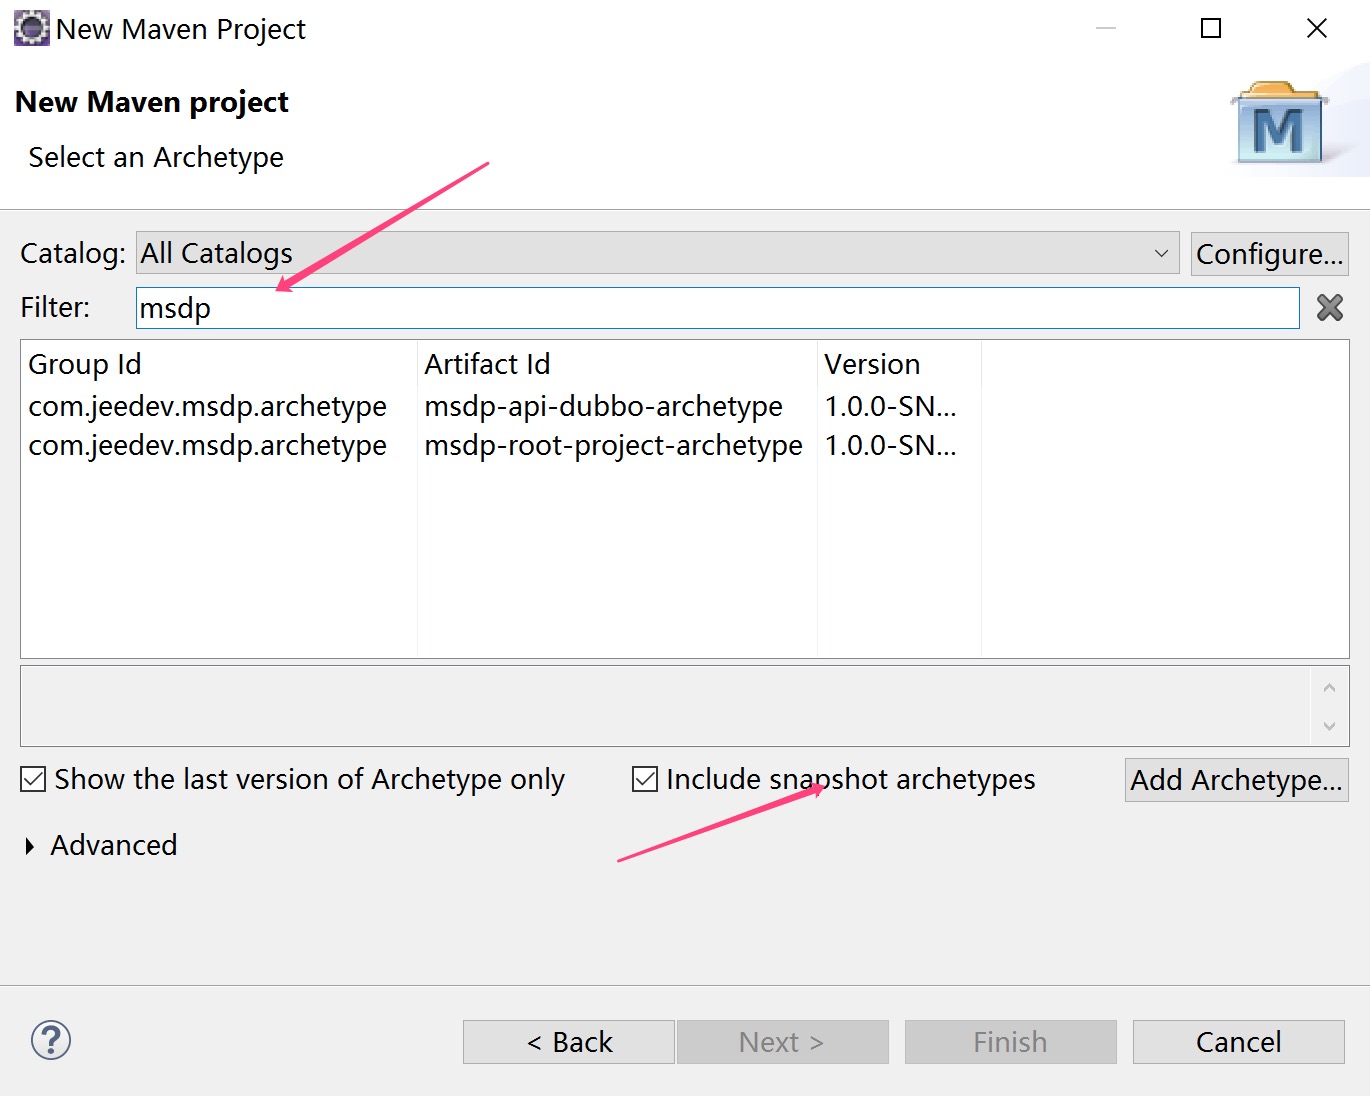 New Maven Project
New Maven project
Select an Archetype
M
Catalog: All Catalogs Configure...
Filter: msdp
Group Id Artifact Id Version
com.jeedev.msdp.archetype msdp-api-dubbo-archetype 1.0.0-SN...
com.jeedev.msdp.archetype msdp-root-project-archetype 1.0.0-SN...
Show the last version of Archetype only Include snapshot archetypes Add Archetype...
Advanced
? < Back Next > Finish Cancel